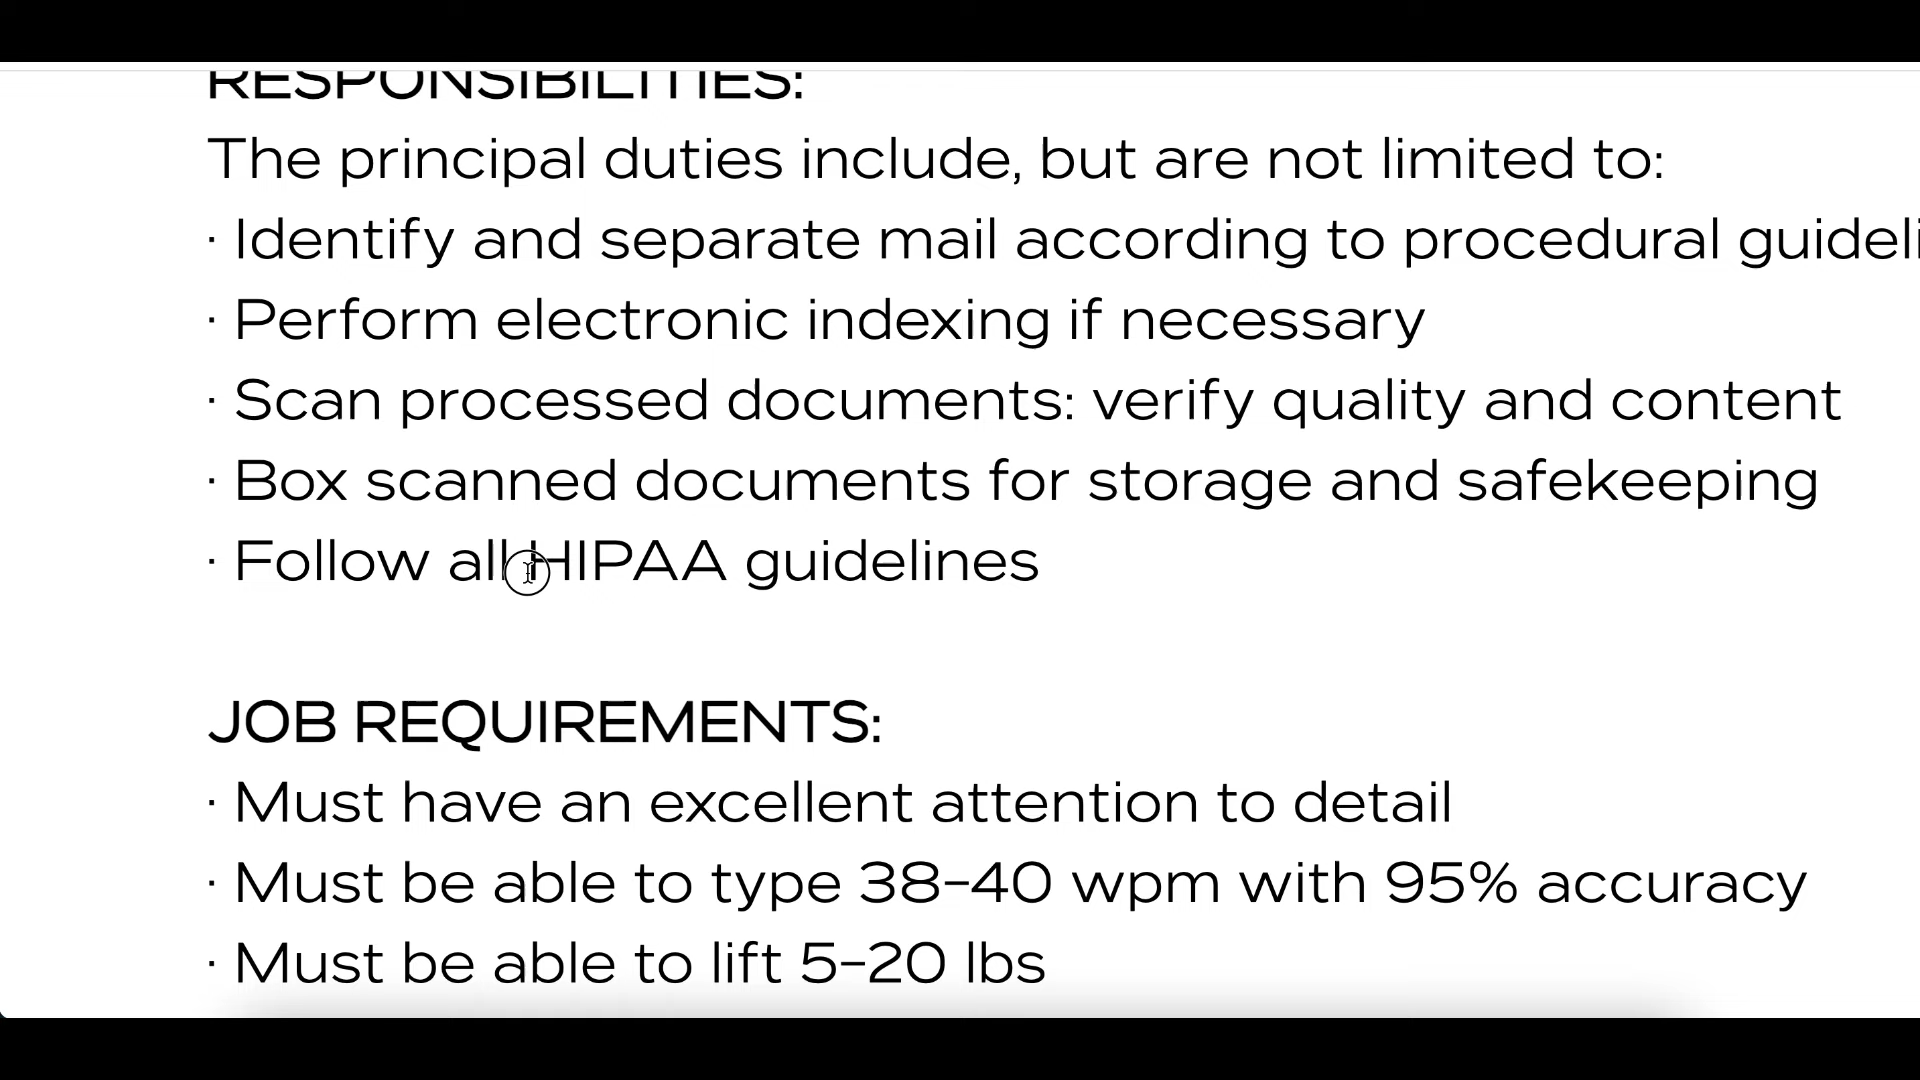 RESPONSIBILITIES:
The principal duties include, but are not limited to:
· Identify and separate mail according to procedural guideli
· Perform electronic indexing if necessary
· Scan processed documents: verify quality and content
· Box scanned documents for storage and safekeeping
· Follow all HIPAA guidelines
JOB REQUIREMENTS:
· Must have an excellent attention to detail
· Must be able to type 38–40 wpm with 95% accuracy
· Must be able to lift 5–20 lbs